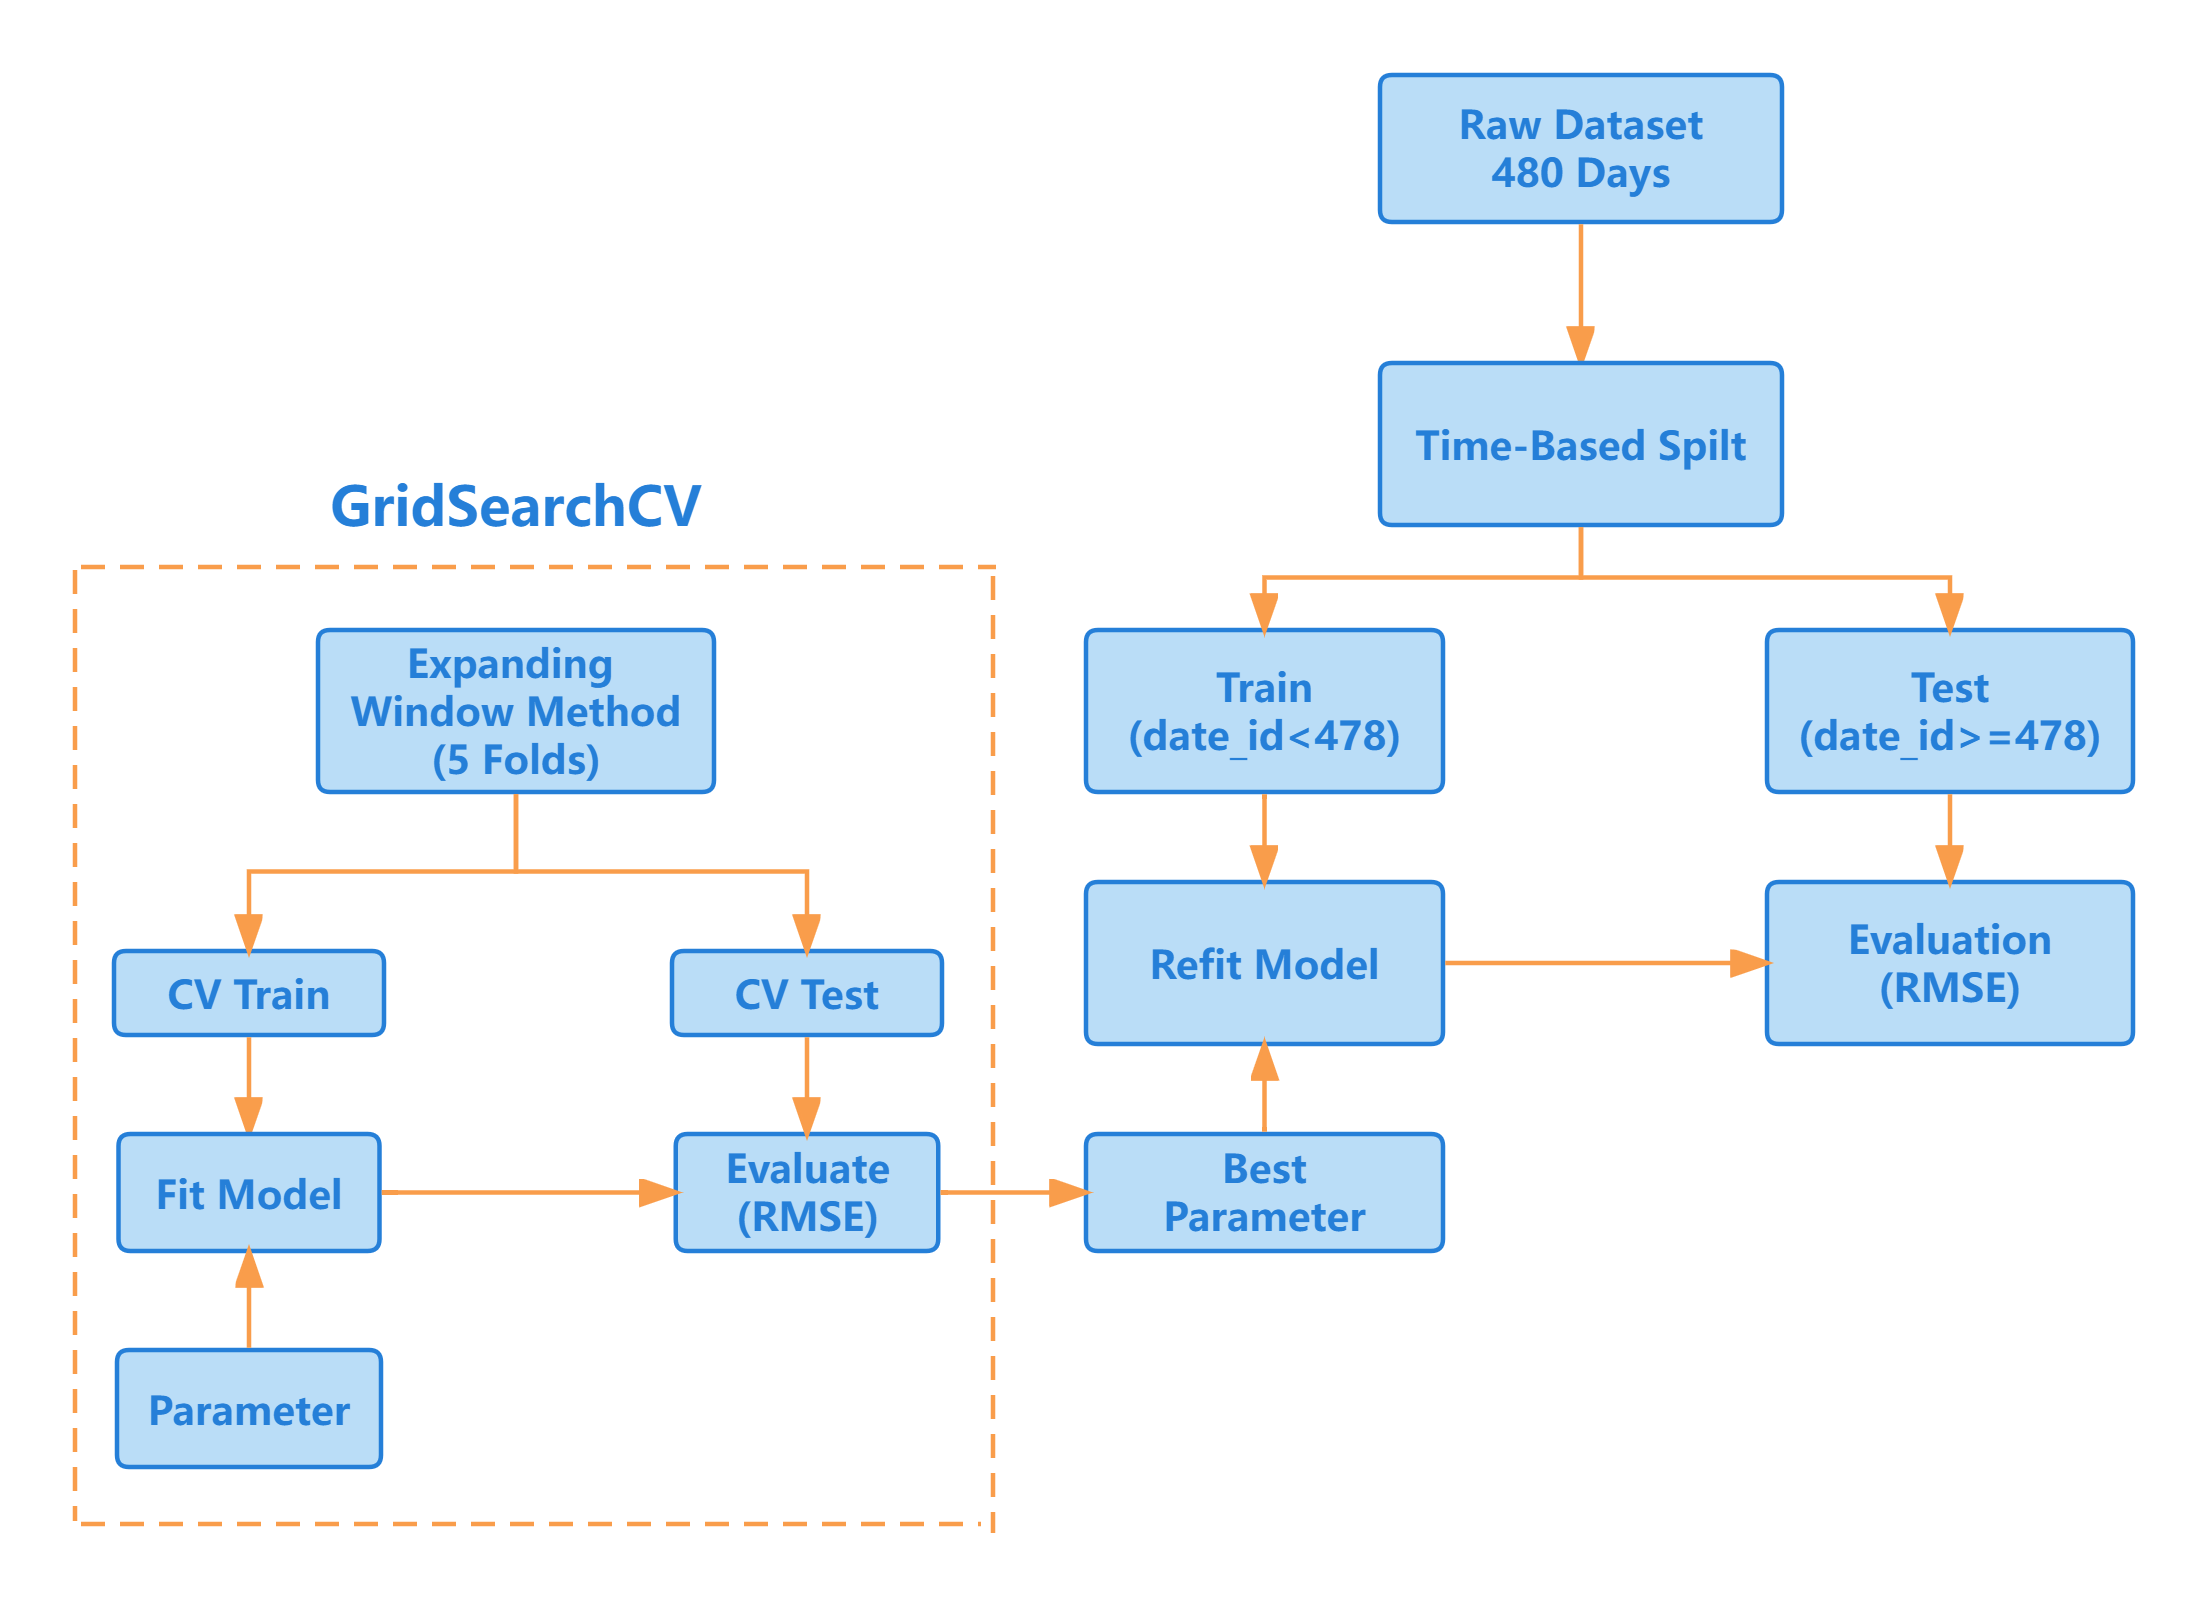 Raw Dataset
480 Days
Time-Based Spilt
GridSearchCV
Expanding
Window Method
(5 Folds)
Train
(date_id<478)
Test
(date_id>=478)
CV Train
CV Test
Refit Model
Evaluation
(RMSE)
Fit Model
Evaluate
(RMSE)
Best
Parameter
Parameter